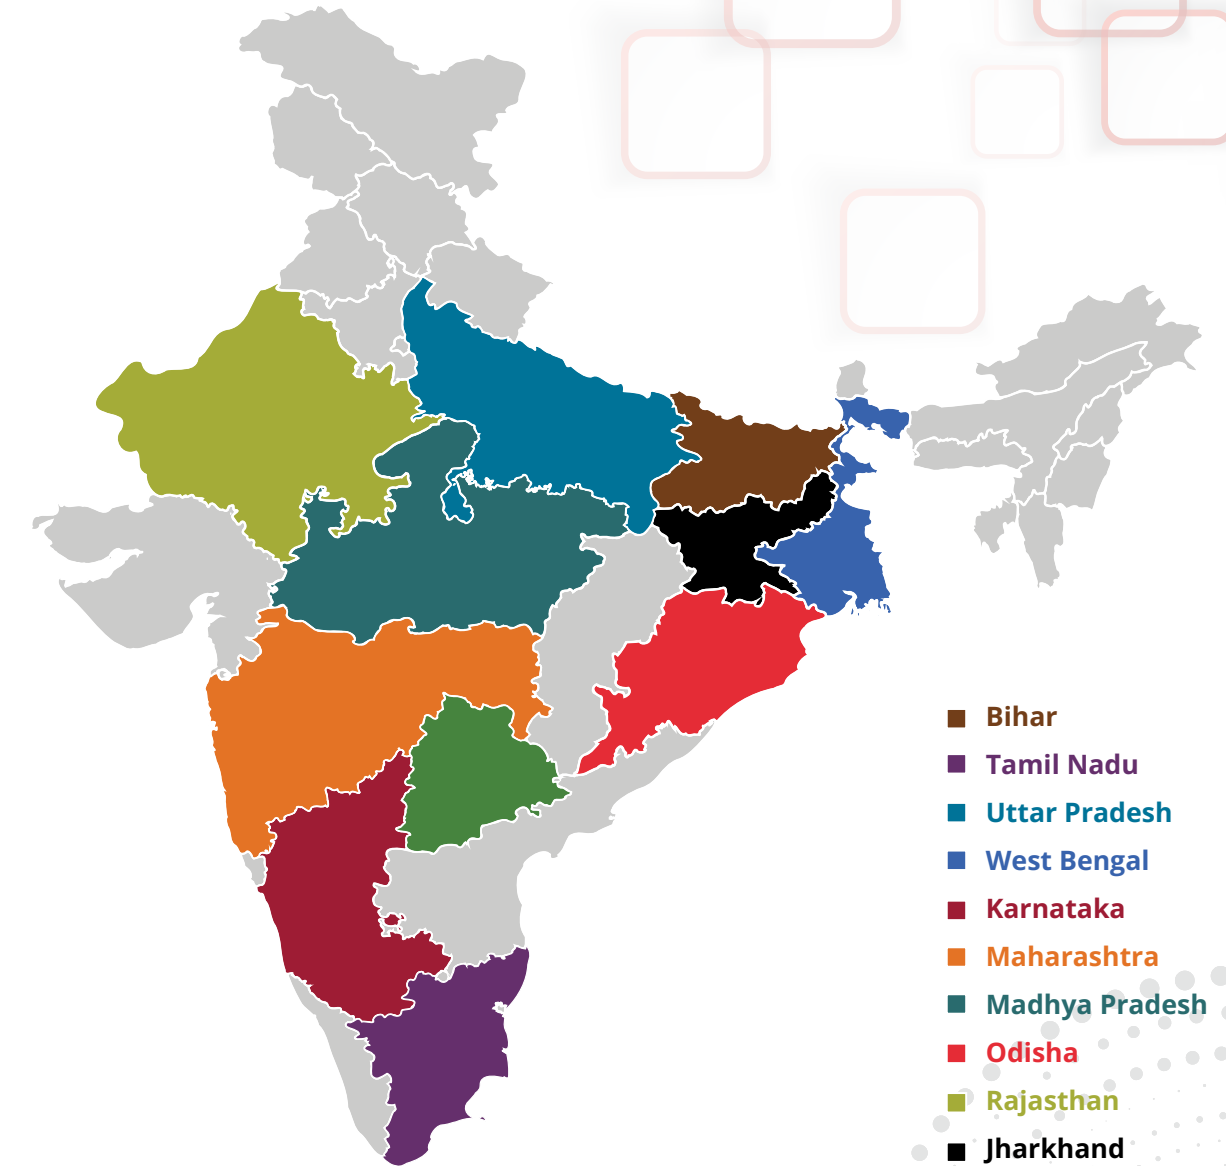 Bihar
Tamil Nadu
Uttar Pradesh
West Bengal
Karnataka
Maharashtra
Madhya Pradesh
Odisha
Rajasthan
Jharkhand